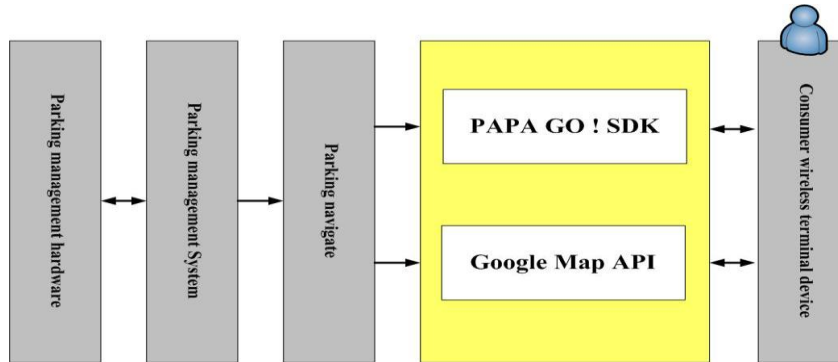 Parking management hardware
Parking management System
Parking navigate
PAPA GO ! SDK
Google Map API
Consumer wireless terminal device